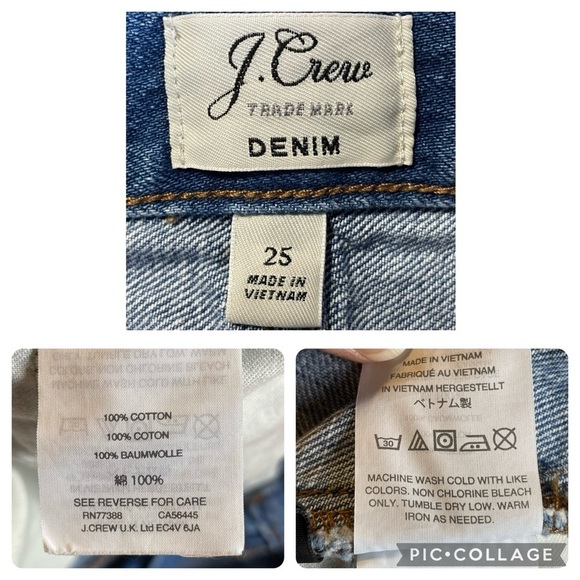 J.Crew
TRADE MARK
DENIM
25
MADE IN
VIETNAM
100% COTTON
100% COTON
100% BAUMWOLLE
綿 100%
SEE REVERSE FOR CARE
RN77388 CA56445
J.CREW U.K. Ltd EC4V 6JA
MADE IN VIETNAM
FABRIQUÉ AU VIETNAM
IN VIETNAM HERGESTELLT
ベトナム製
30
MACHINE WASH COLD WITH LIKE
COLORS. NON CHLORINE BLEACH
ONLY. TUMBLE DRY LOW. WARM
IRON AS NEEDED.
PIC•COLLAGE